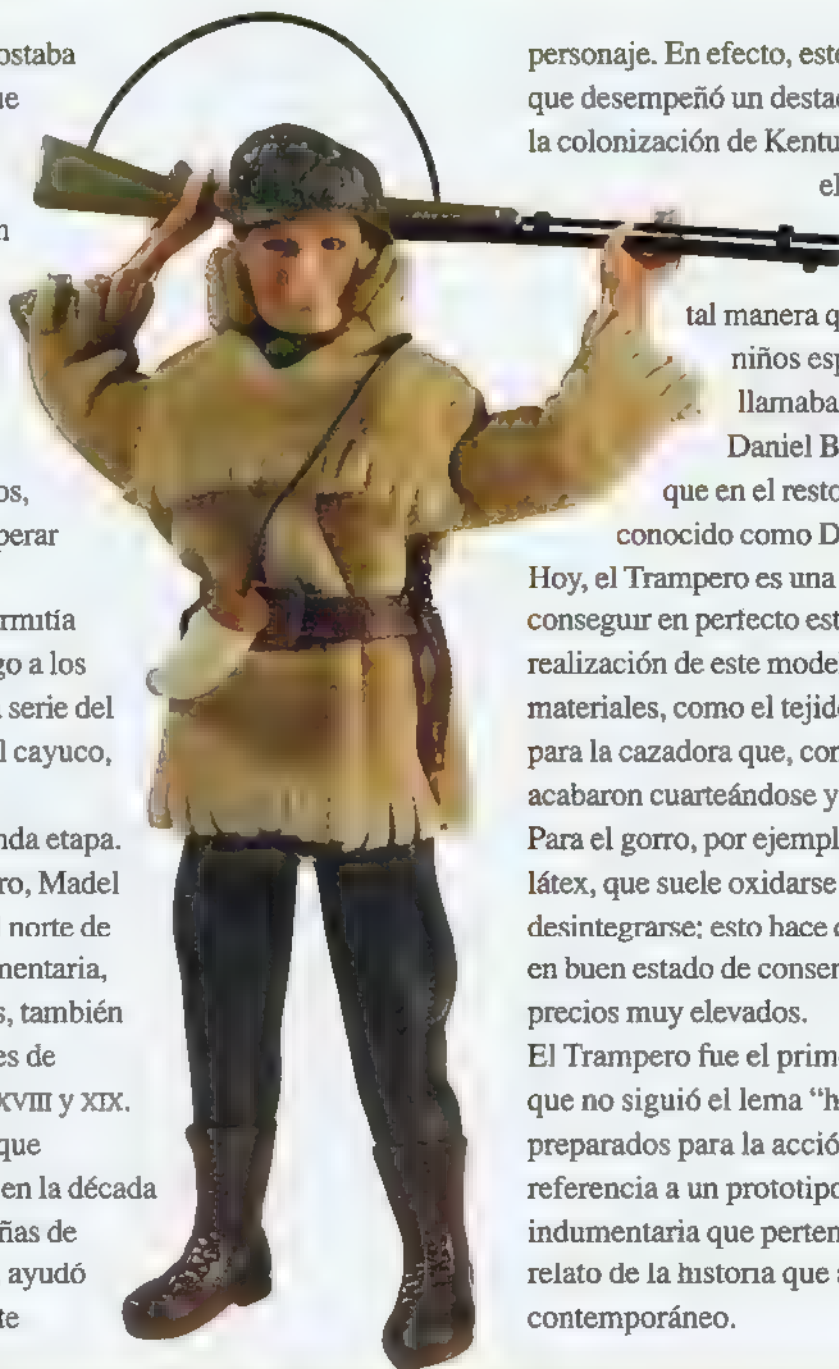 ostaba
ue
n
os,
perar
rmitía
go a los
a serie del
l cayuco,
nda etapa.
ro, Madel
norte de
mentaria,
s, también
es de
XVIII y XIX.
que
en la década
ñas de
ayudó
te
personaje. En efecto, este
que desempeñó un destac
la colonización de Kentu
el
tal manera q
niños esp
llamaba
Daniel B
que en el resto
conocido como D
Hoy, el Trampero es una
conseguir en perfecto est
realización de este mode
materiales, como el tejid
para la cazadora que, con
acabaron cuarteándose y
Para el gorro, por ejempl
látex, que suele oxidarse
desintegrarse; esto hace q
en buen estado de conser
precios muy elevados.
El Trampero fue el prim
que no siguió el lema “h
preparados para la acció
referencia a un prototipo
indumentaria que perten
relato de la historia que a
contemporáneo.